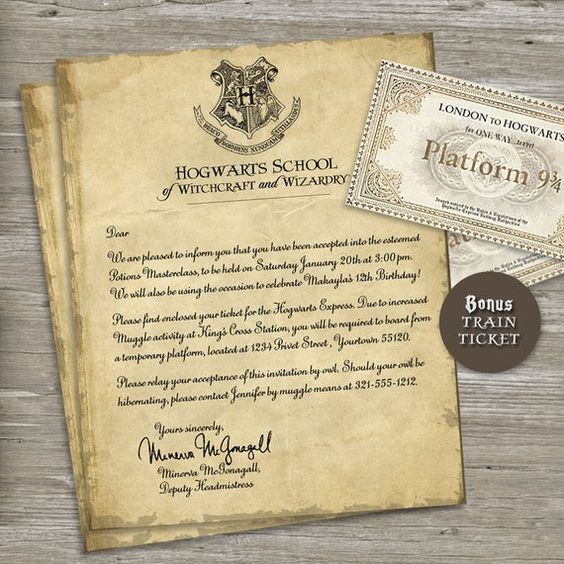 H
DRACO DORMIENS NUNQUAM TITILLANDUS
HOGWARTS SCHOOL
of WITCHCRAFT and WIZARDRY
Dear
We are pleased to inform you that you have been accepted into the esteemed
Potions Masterclass, to be held on Saturday January 20th at 3:00 pm.
We will also be using the occasion to celebrate Makayla's 12th Birthday!
Please find enclosed your ticket for the Hogwarts Express. Due to increased
Muggle activity at King's Cross Station, you will be required to board from
a temporary platform, located at 1234 Privet Street , Yourtown 55120.
Please relay your acceptance of this invitation by owl. Should your owl be
hibernating, please contact Jennifer by muggle means at 321-555-1212.
Yours sincerely,
Minerva McGonagall
Minerva McGonagall,
Deputy Headmistress
LONDON TO HOGWARTS
for ONE WAY travel
Platform 9¾
Bonus
TRAIN
TICKET